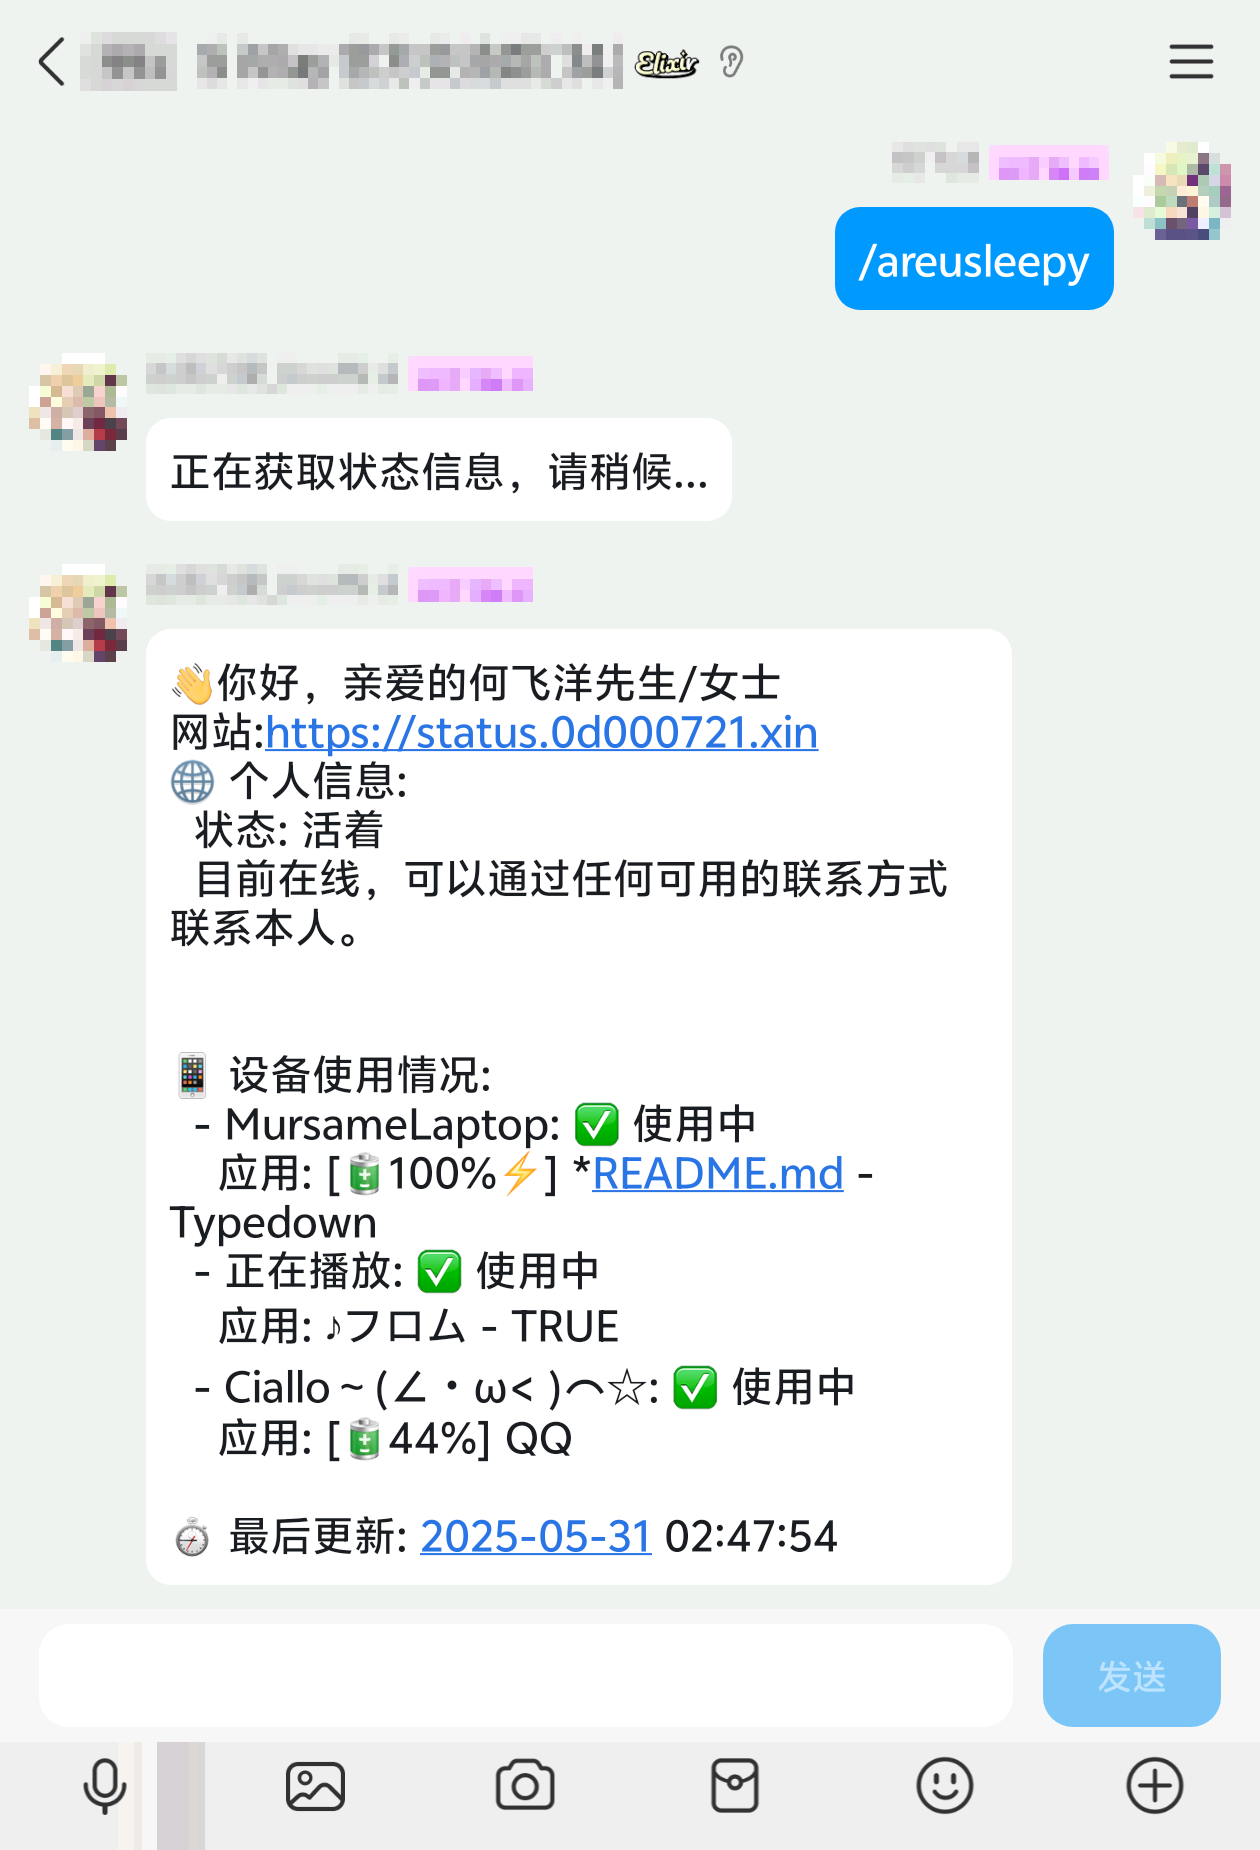 Elixir
/areusleepy
正在获取状态信息，请稍候...
👋你好，亲爱的何飞洋先生/女士
网站:https://status.0d000721.xin
🌐 个人信息:
状态: 活着
目前在线，可以通过任何可用的联系方式
联系本人。
📱 设备使用情况:
- MursameLaptop: ✅ 使用中
应用: [🔋100%⚡] *README.md -
Typedown
- 正在播放: ✅ 使用中
应用: ♪フロム - TRUE
- Ciallo～(∠・ω< )⌒☆: ✅ 使用中
应用: [🔋44%] QQ
⏱ 最后更新: 2025-05-31 02:47:54
发送